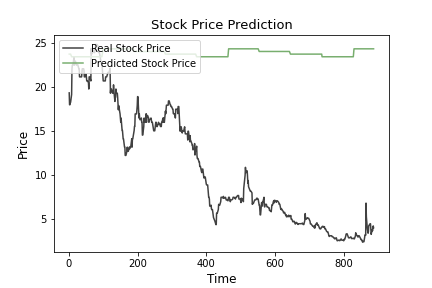 Stock Price Prediction
Real Stock Price
Predicted Stock Price
25
20
15
10
5
Price
0 200 400 600 800
Time